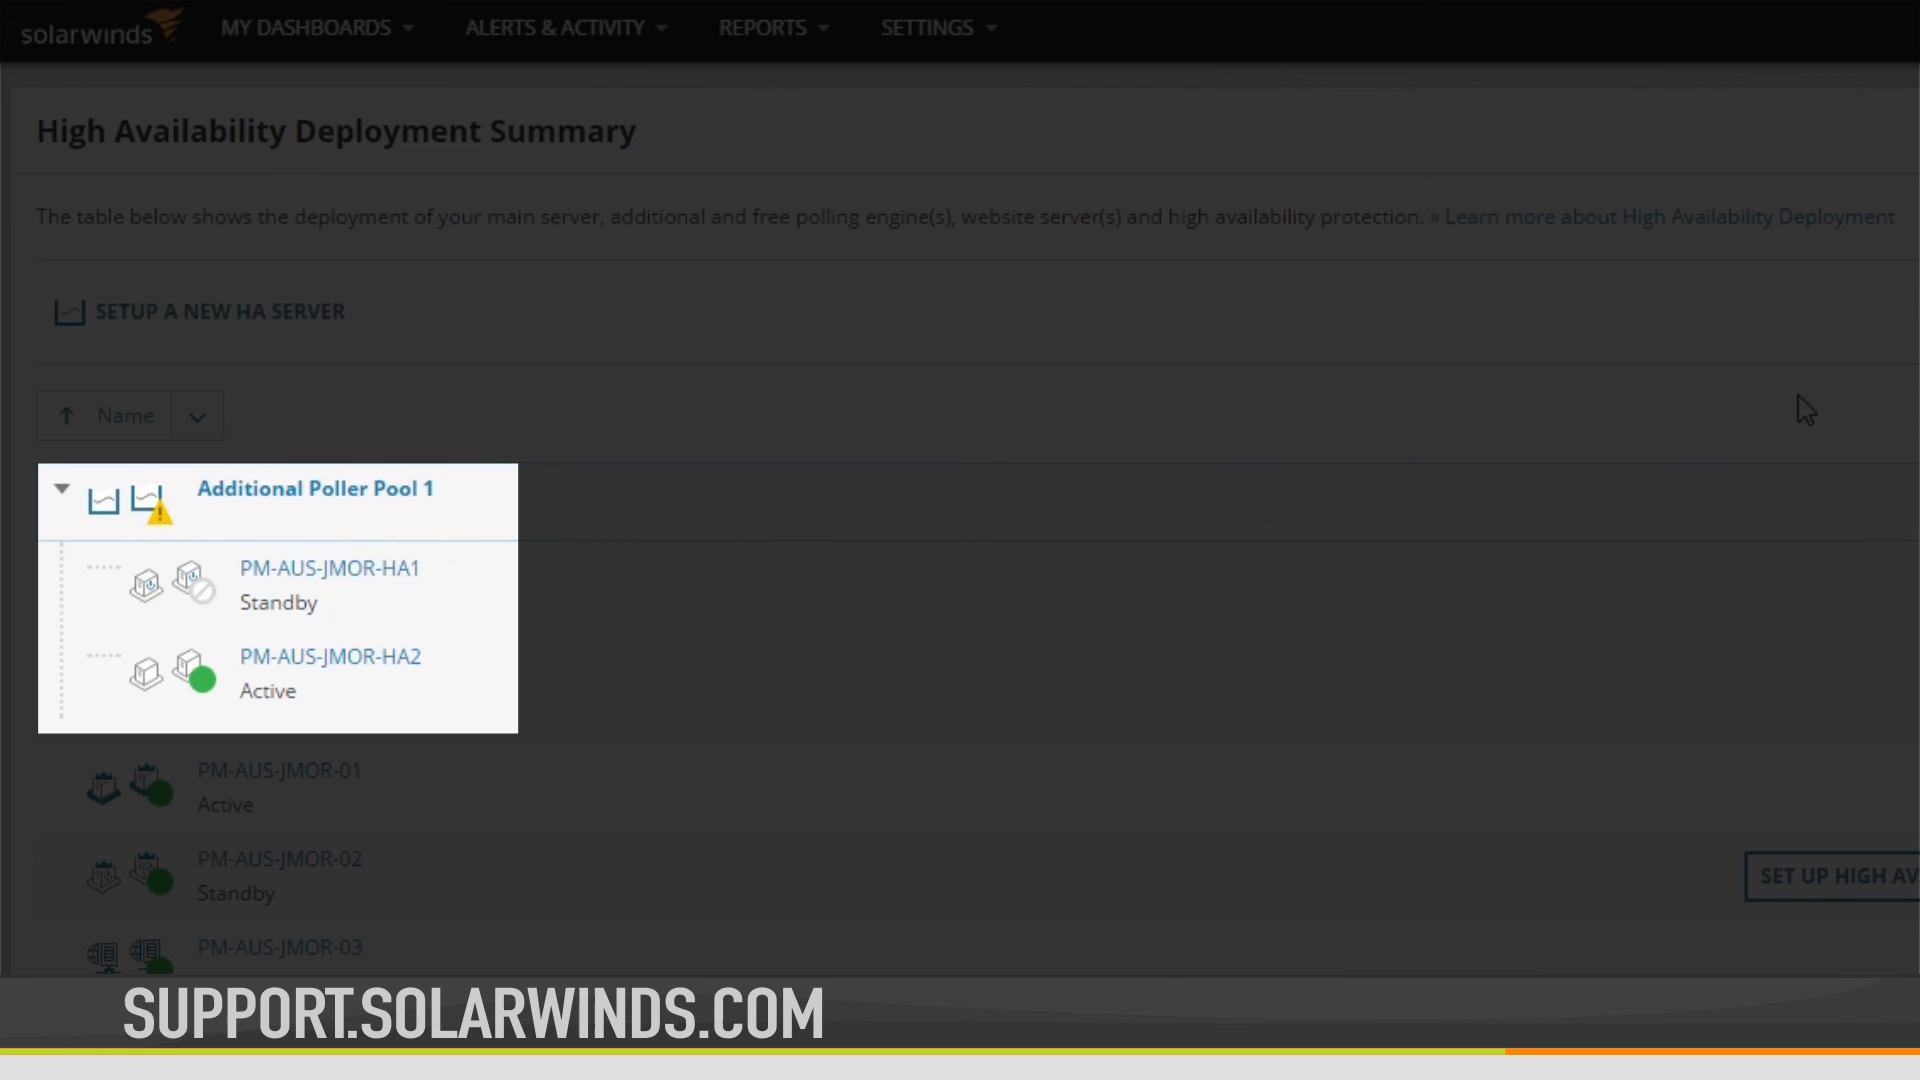 solarwinds MY DASHBOARDS ALERTS & ACTIVITY REPORTS SETTINGS
High Availability Deployment Summary
The table below shows the deployment of your main server, additional and free polling engine(s), website server(s) and high availability protection. » Learn more about High Availability Deployment
SETUP A NEW HA SERVER
Name
Additional Poller Pool 1
PM-AUS-JMOR-HA1
Standby
PM-AUS-JMOR-HA2
Active
PM-AUS-JMOR-01
Active
PM-AUS-JMOR-02
Standby
SET UP HIGH AV
PM-AUS-JMOR-03
SUPPORT.SOLARWINDS.COM